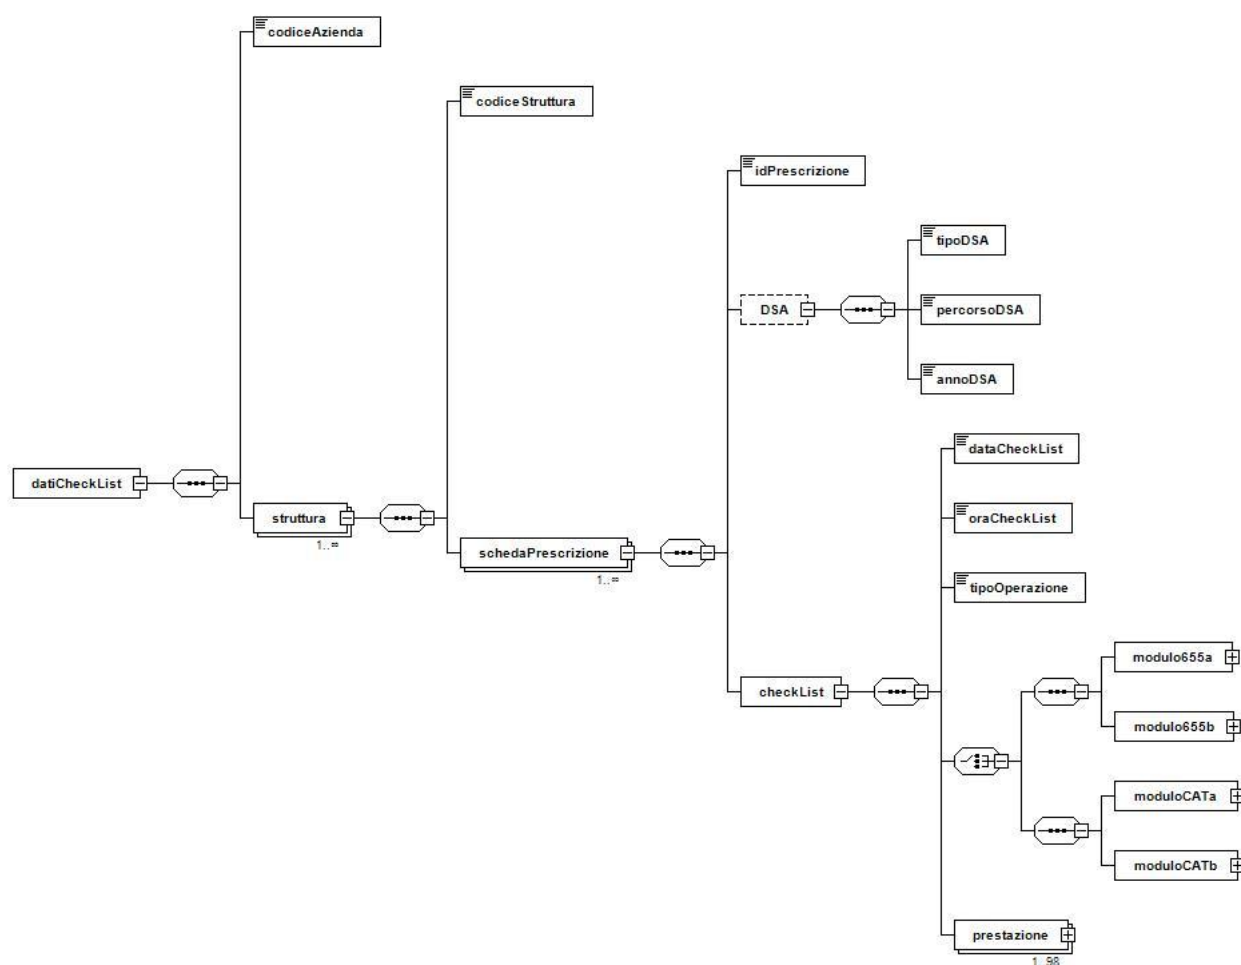 codiceAzienda
codiceStruttura
idPrescrizione
tipoDSA
DSA
percorsoDSA
annoDSA
dataCheckList
datiCheckList
struttura
oraCheckList
1..∞
schedaPrescrizione
1..∞
tipoOperazione
modulo655a
checkList
modulo655b
moduloCATa
moduloCATb
prestazione
1..98